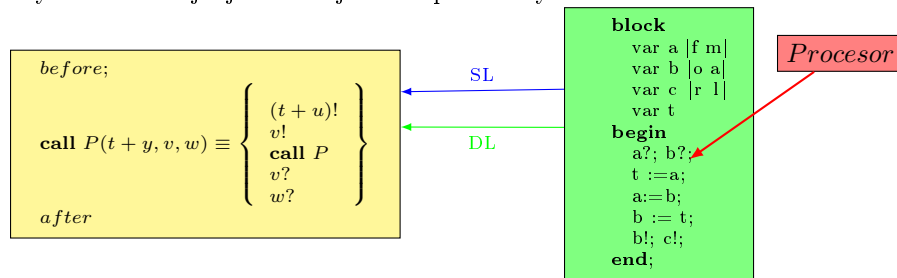 before;
call P(t + y, v, w) ≡
(t + u)!
v!
call P
v?
w?
after
SL
DL
block
var a |f m|
var b |o a|
var c |r l|
var t
begin
a?; b?;
t :=a;
a:=b;
b := t;
b!; c!;
end;
Procesor